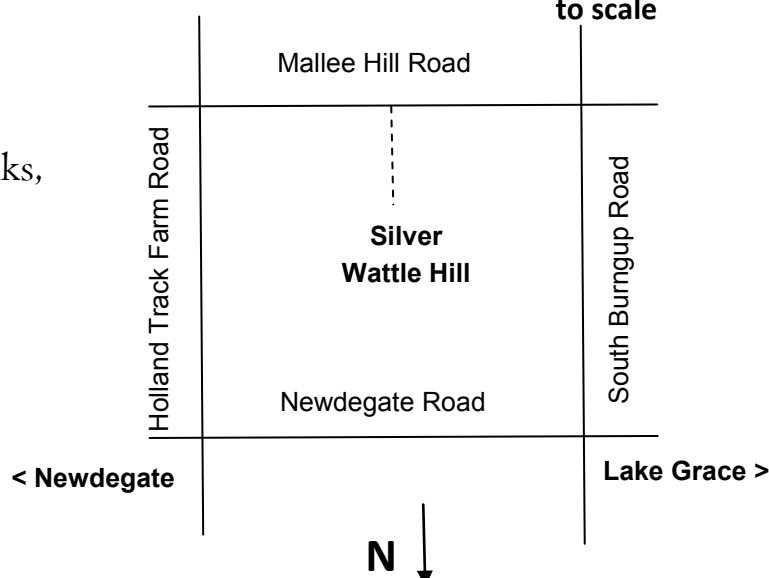 to scale
Mallee Hill Road
ks,
Holland Track Farm Road
South Burngup Road
Silver
Wattle Hill
Newdegate Road
< Newdegate
Lake Grace >
N